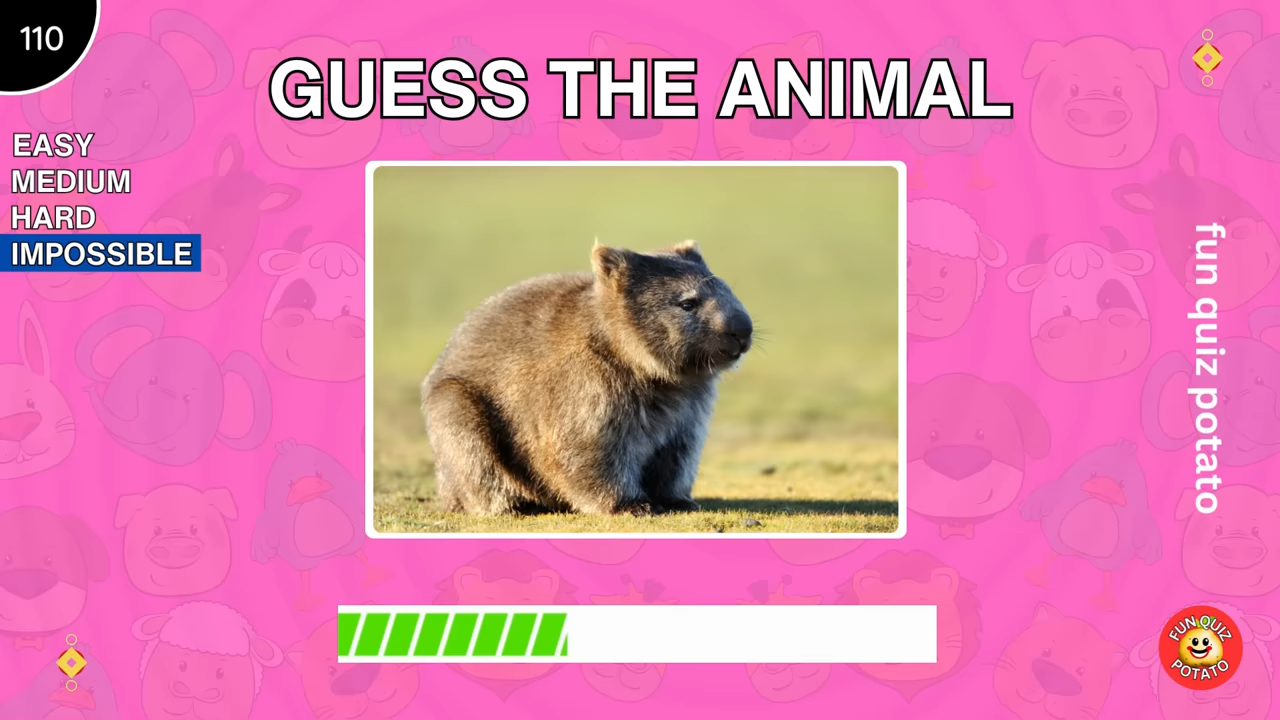 110
GUESS THE ANIMAL
EASY
MEDIUM
HARD
IMPOSSIBLE
fun quiz potato
FUN QUIZ
POTATO